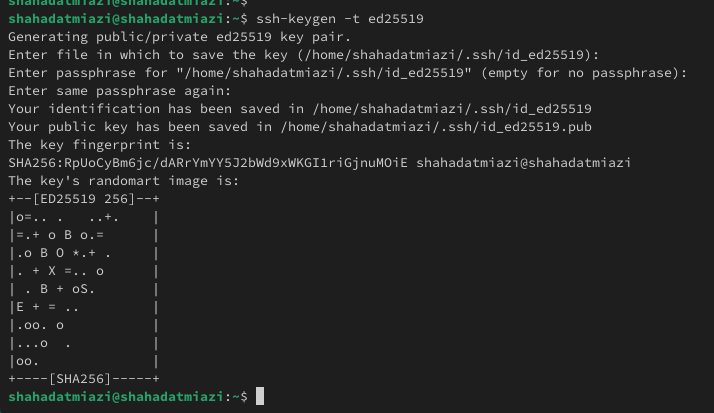 shahadatmiazi@shahadatmiazi:~$
shahadatmiazi@shahadatmiazi:~$ ssh-keygen -t ed25519
Generating public/private ed25519 key pair.
Enter file in which to save the key (/home/shahadatmiazi/.ssh/id_ed25519):
Enter passphrase for "/home/shahadatmiazi/.ssh/id_ed25519" (empty for no passphrase):
Enter same passphrase again:
Your identification has been saved in /home/shahadatmiazi/.ssh/id_ed25519
Your public key has been saved in /home/shahadatmiazi/.ssh/id_ed25519.pub
The key fingerprint is:
SHA256:RpUoCyBm6jc/dARrYmYY5J2bWd9xWKGI1riGjnuMOiE shahadatmiazi@shahadatmiazi
The key's randomart image is:
+--[ED25519 256]--+
|o=.. .   ..+.    |
|=.+ o B o.=      |
|.o B O *.+ .     |
|. + X =.. o      |
| . B + oS.       |
|E + = ..         |
|.oo. o           |
|...o  .          |
|oo.              |
+----[SHA256]-----+
shahadatmiazi@shahadatmiazi:~$